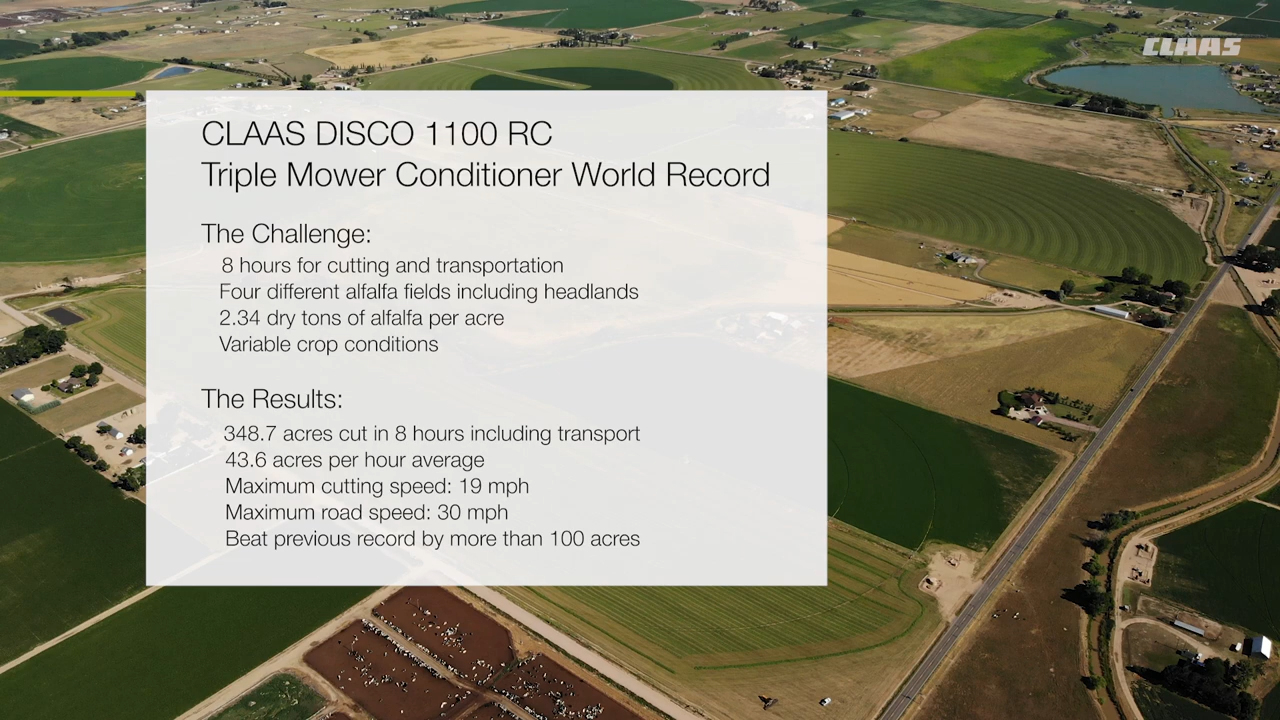 CLAAS
CLAAS DISCO 1100 RC
Triple Mower Conditioner World Record
The Challenge:
8 hours for cutting and transportation
Four different alfalfa fields including headlands
2.34 dry tons of alfalfa per acre
Variable crop conditions
The Results:
348.7 acres cut in 8 hours including transport
43.6 acres per hour average
Maximum cutting speed: 19 mph
Maximum road speed: 30 mph
Beat previous record by more than 100 acres